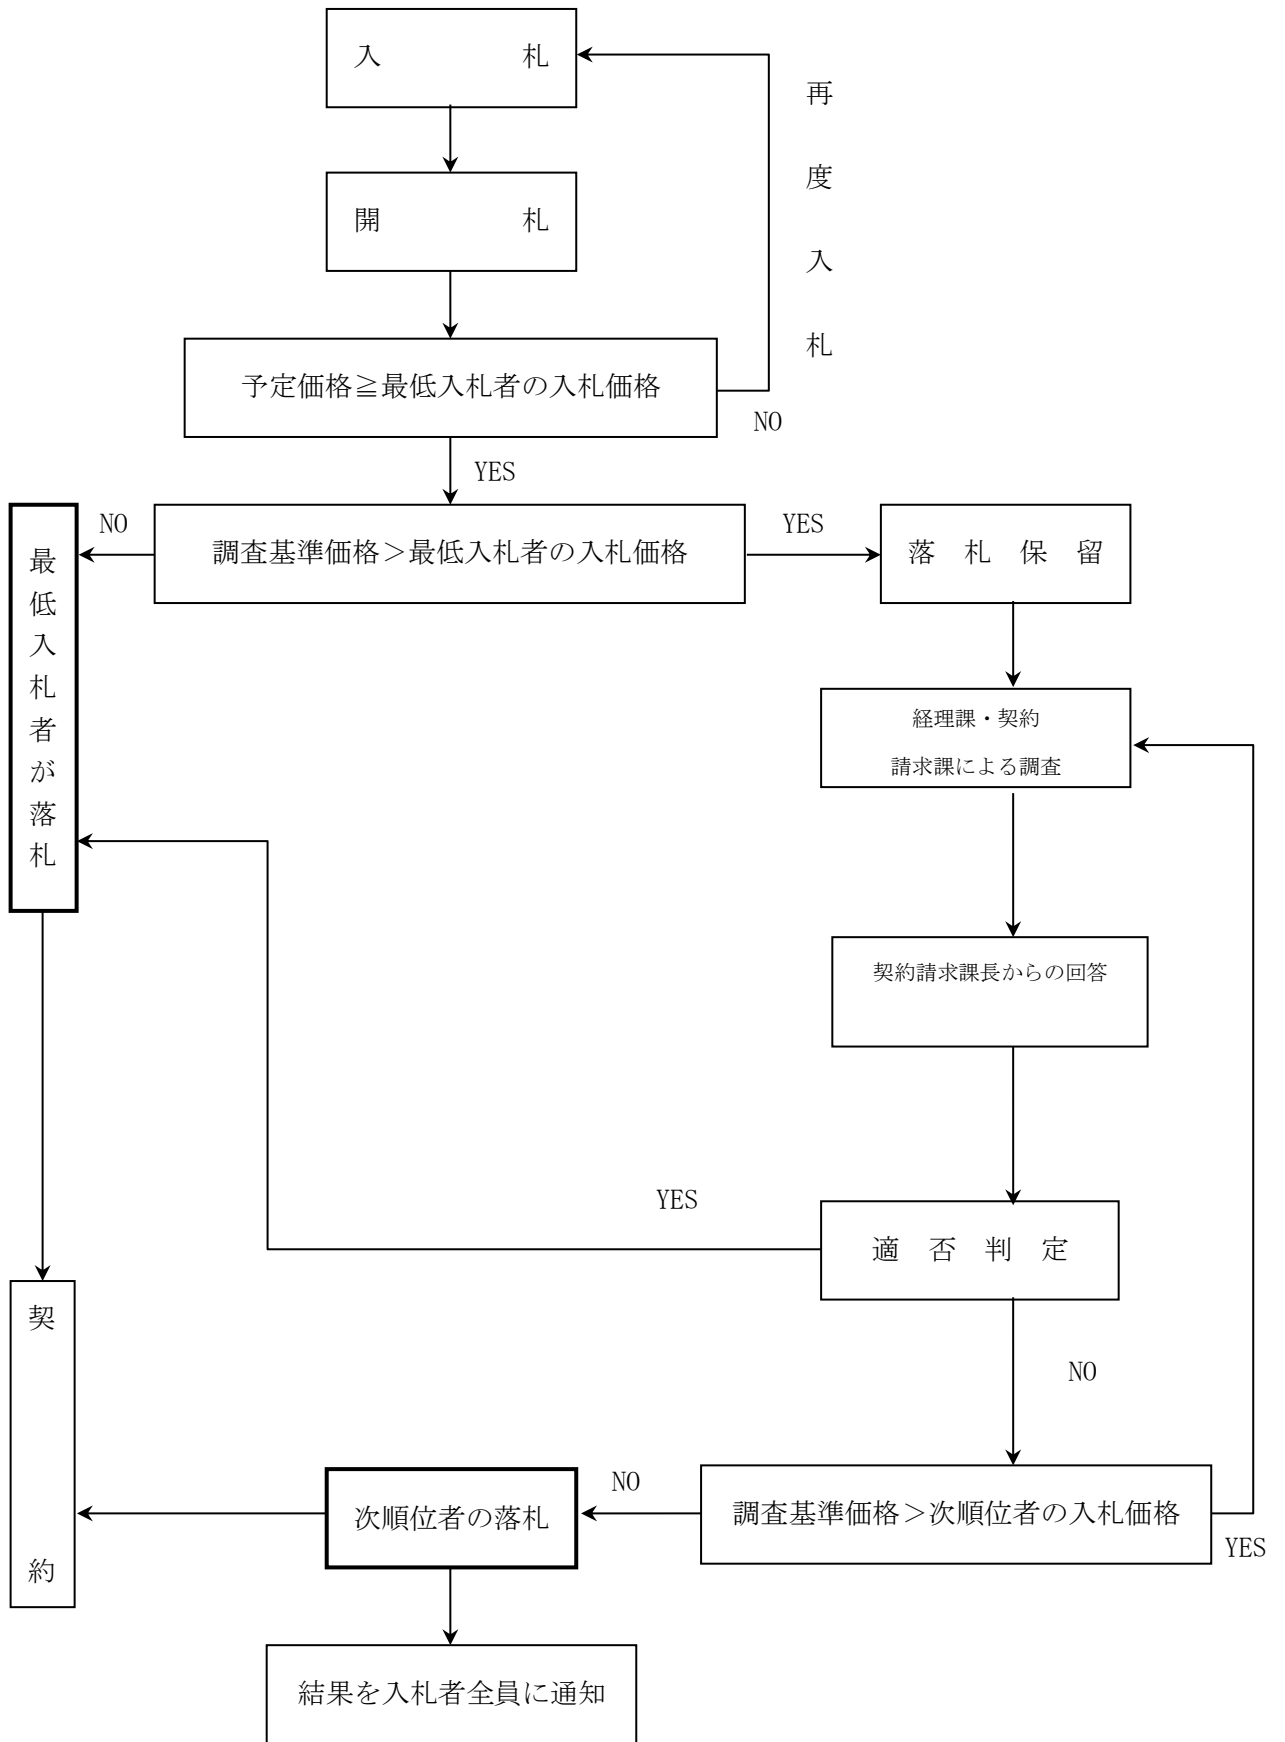 入　　　　　札
再度入札
開　　　　　札
予定価格≧最低入札者の入札価格
NO
YES
NO
調査基準価格＞最低入札者の入札価格
YES
落　札　保　留
最低入札者が落札
経理課・契約
請求課による調査
契約請求課長からの回答
YES
適　否　判　定
NO
契　　　　　約
次順位者の落札
NO
調査基準価格＞次順位者の入札価格
YES
結果を入札者全員に通知